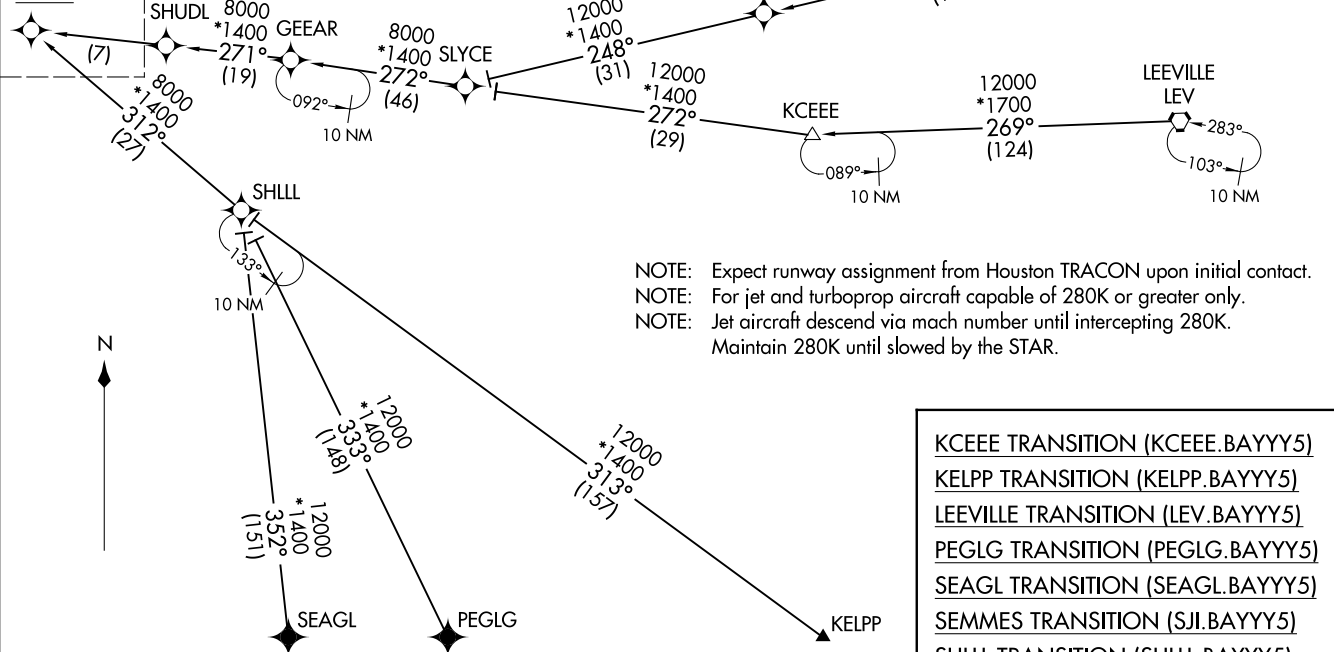 SHUDL
8000
*1400
271°
(19)
(7)
GEEAR
8000
*1400
272°
(46)
SLYCE
12000
*1400
248°
(31)
12000
*1400
272°
(29)
KCEEE
12000
*1700
269°
(124)
LEEVILLE
LEV
283°
103°
10 NM
089°
10 NM
092°
10 NM
8000
*1400
312°
(27)
SHLLL
133°
10 NM
NOTE: Expect runway assignment from Houston TRACON upon initial contact.
NOTE: For jet and turboprop aircraft capable of 280K or greater only.
NOTE: Jet aircraft descend via mach number until intercepting 280K.
Maintain 280K until slowed by the STAR.
N
12000
*1400
352°
(151)
12000
*1400
333°
(148)
12000
*1400
313°
(157)
SEAGL
PEGLG
KELPP
KCEEE TRANSITION (KCEEE.BAYYY5)
KELPP TRANSITION (KELPP.BAYYY5)
LEEVILLE TRANSITION (LEV.BAYYY5)
PEGLG TRANSITION (PEGLG.BAYYY5)
SEAGL TRANSITION (SEAGL.BAYYY5)
SEMMES TRANSITION (SJI.BAYYY5)